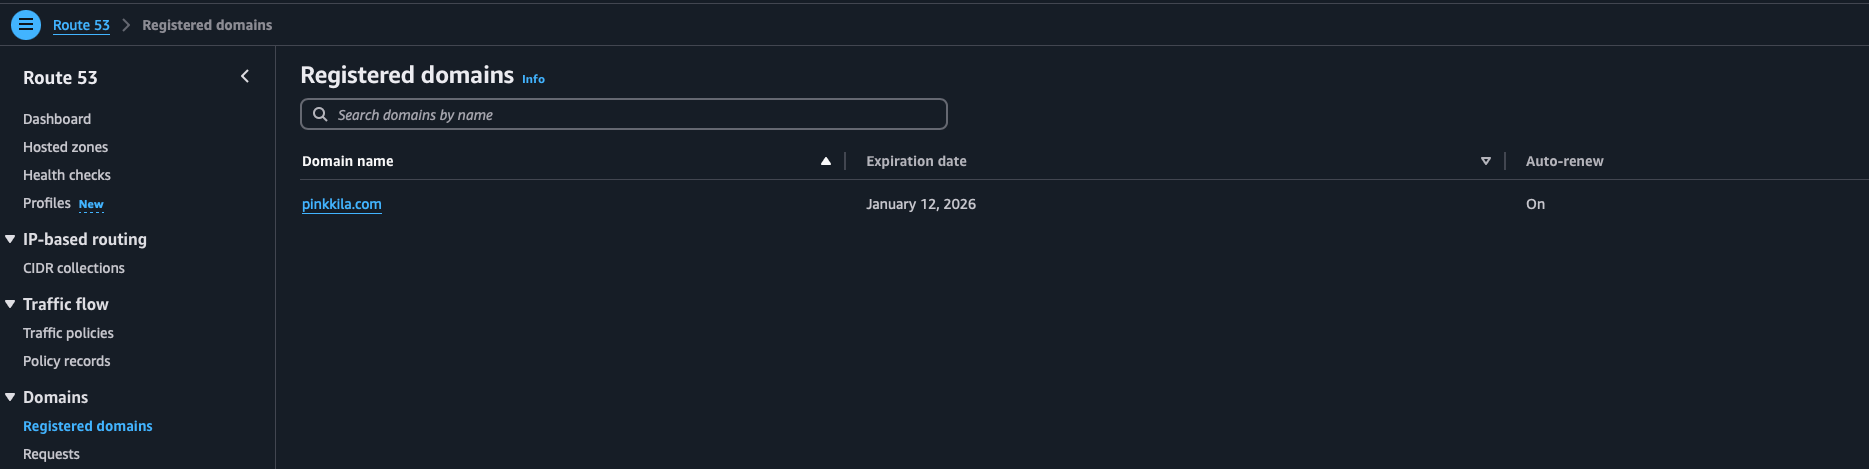 Route 53 > Registered domains
Route 53
Dashboard
Hosted zones
Health checks
Profiles New
IP-based routing
CIDR collections
Traffic flow
Traffic policies
Policy records
Domains
Registered domains
Requests
Registered domains Info
Search domains by name
Domain name Expiration date Auto-renew
pinkkila.com January 12, 2026 On